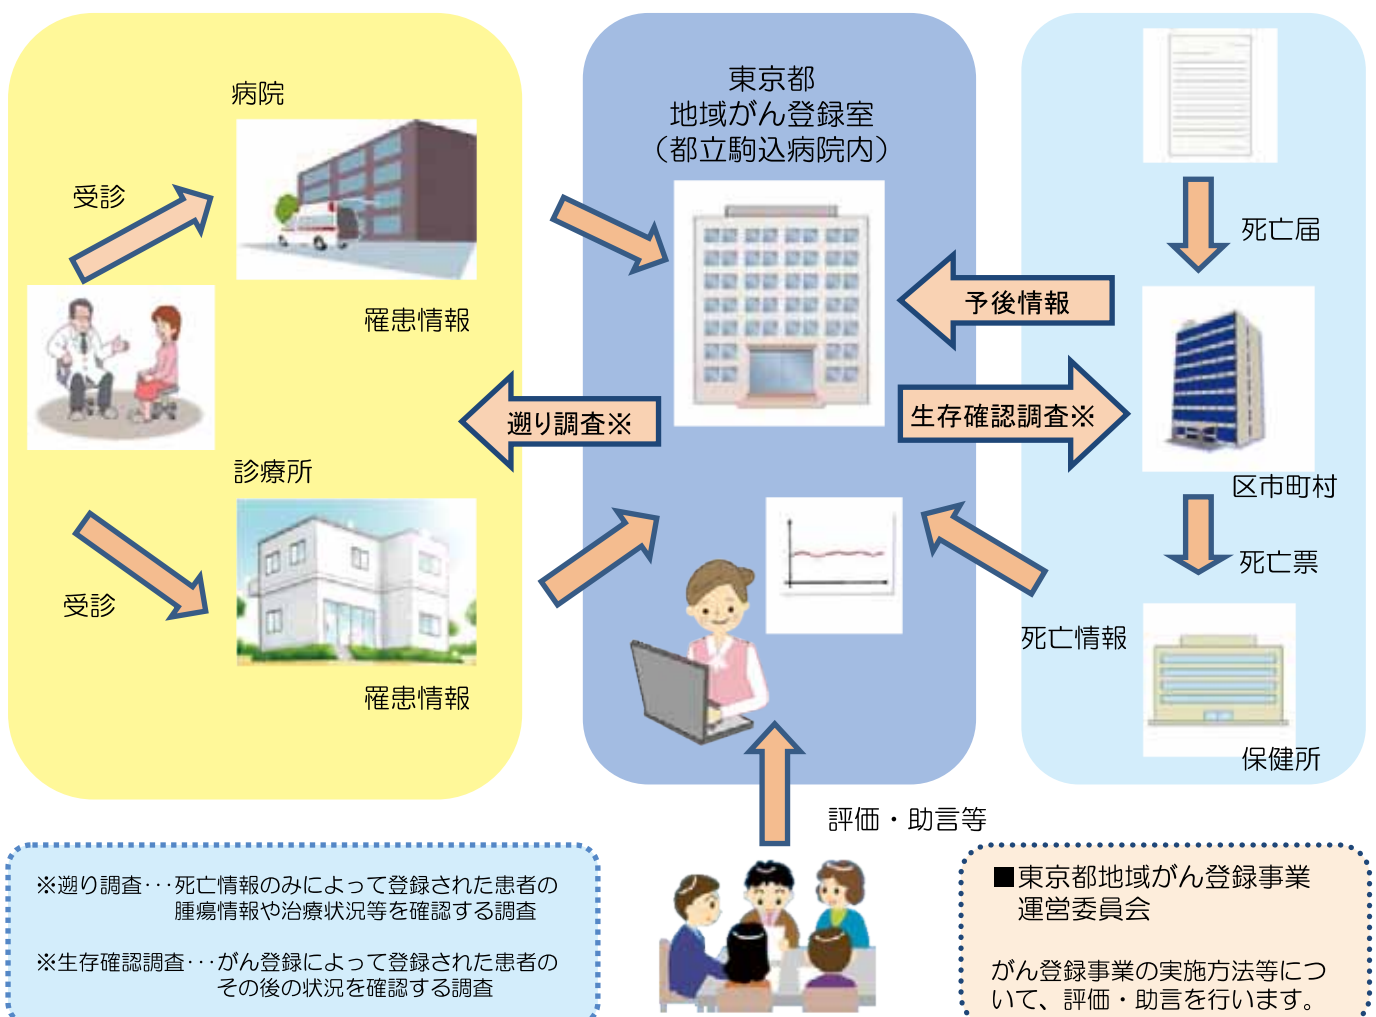 病院
受診
罹患情報
診療所
受診
罹患情報
東京都
地域がん登録室
（都立駒込病院内）
遡り調査※
予後情報
生存確認調査※
死亡届
区市町村
死亡票
死亡情報
保健所
評価・助言等
※遡り調査･･･死亡情報のみによって登録された患者の
腫瘍情報や治療状況等を確認する調査
※生存確認調査･･･がん登録によって登録された患者の
その後の状況を確認する調査
■東京都地域がん登録事業
運営委員会
がん登録事業の実施方法等につ
いて、評価・助言を行います。